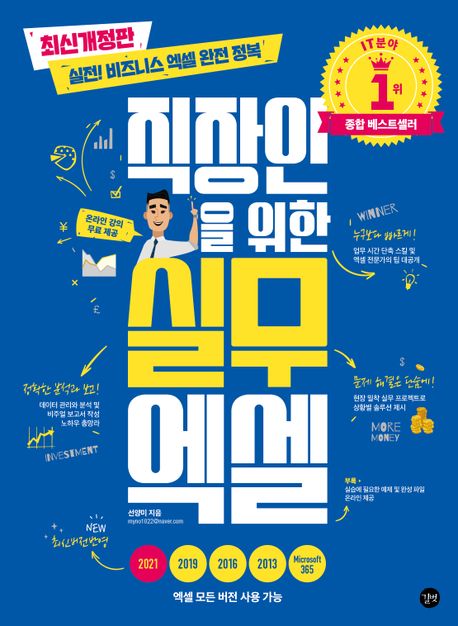 최신개정판
실전! 비즈니스 엑셀 완전 정복
IT분야
1위
종합 베스트셀러
직장인
을 위한
실무
엑셀
온라인 강의
무료 제공
$
¥
£
WINNER
누구보다 빠르게!
업무 시간 단축 스킬 및
엑셀 전문가의 팁 대공개
정확한 분석과 보고!
데이터 관리와 분석 및
비주얼 보고서 작성
노하우 총망라
INVESTMENT
$
문제 해결을 단숨에!
현장 밀착 실무 프로젝트로
상황별 솔루션 제시
MORE
MONEY
부록 +
실습에 필요한 예제 및 완성 파일
온라인 제공
선양미 지음
myno1022@naver.com
NEW
최신버전반영
2021
2019
2016
2013
Microsoft
365
엑셀 모든 버전 사용 가능
길벗